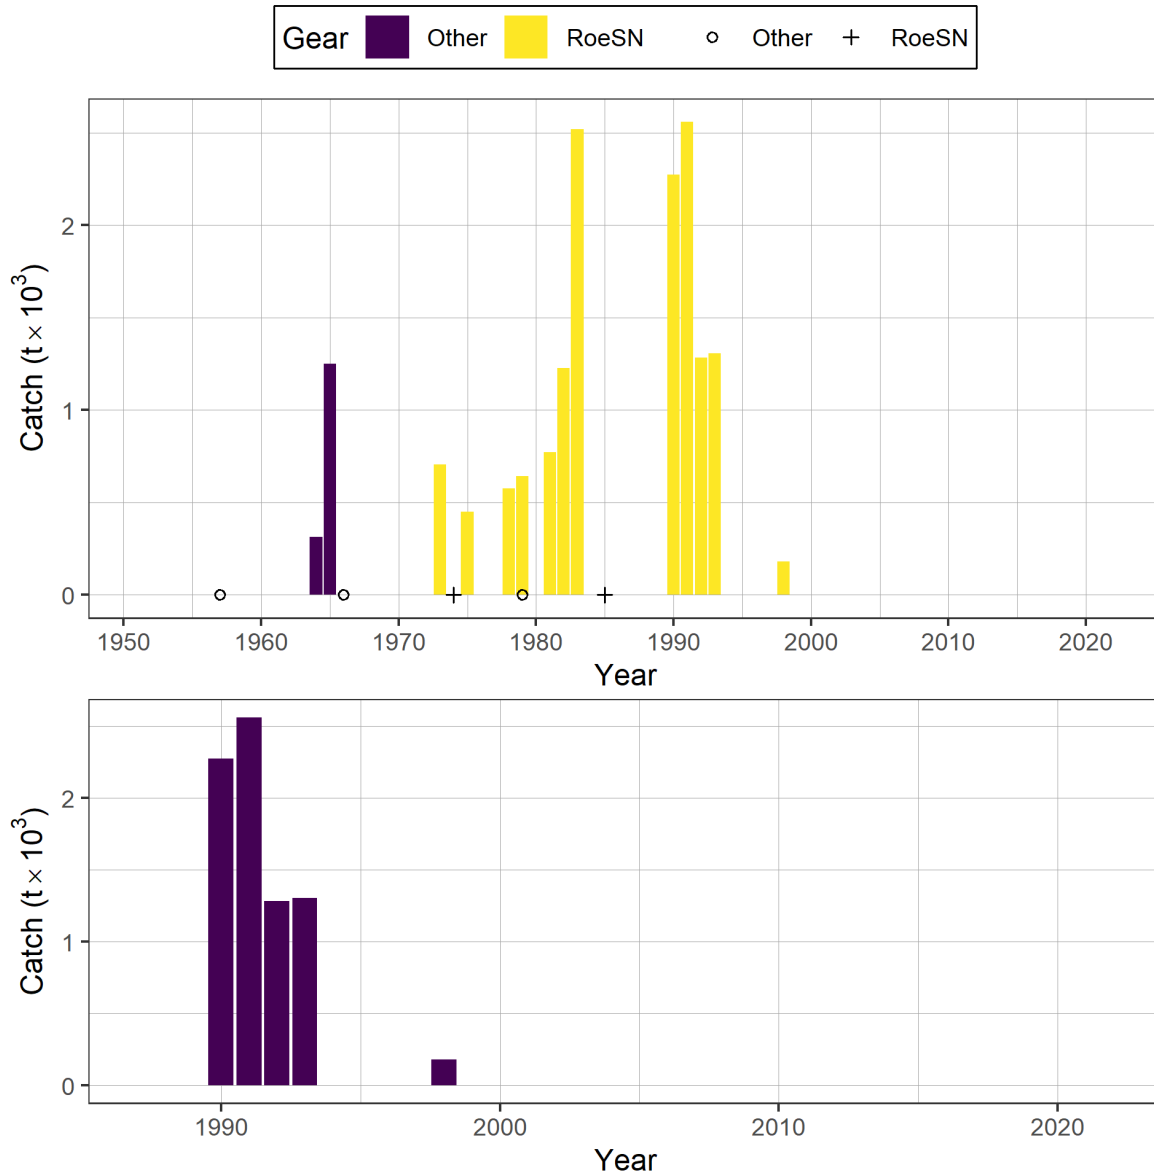 Gear Other RoeSN Other RoeSN
Catch (t × 10³)
2
1
0
1950 1960 1970 1980 1990 2000 2010 2020
Year
Catch (t × 10³)
2
1
0
1990 2000 2010 2020
Year